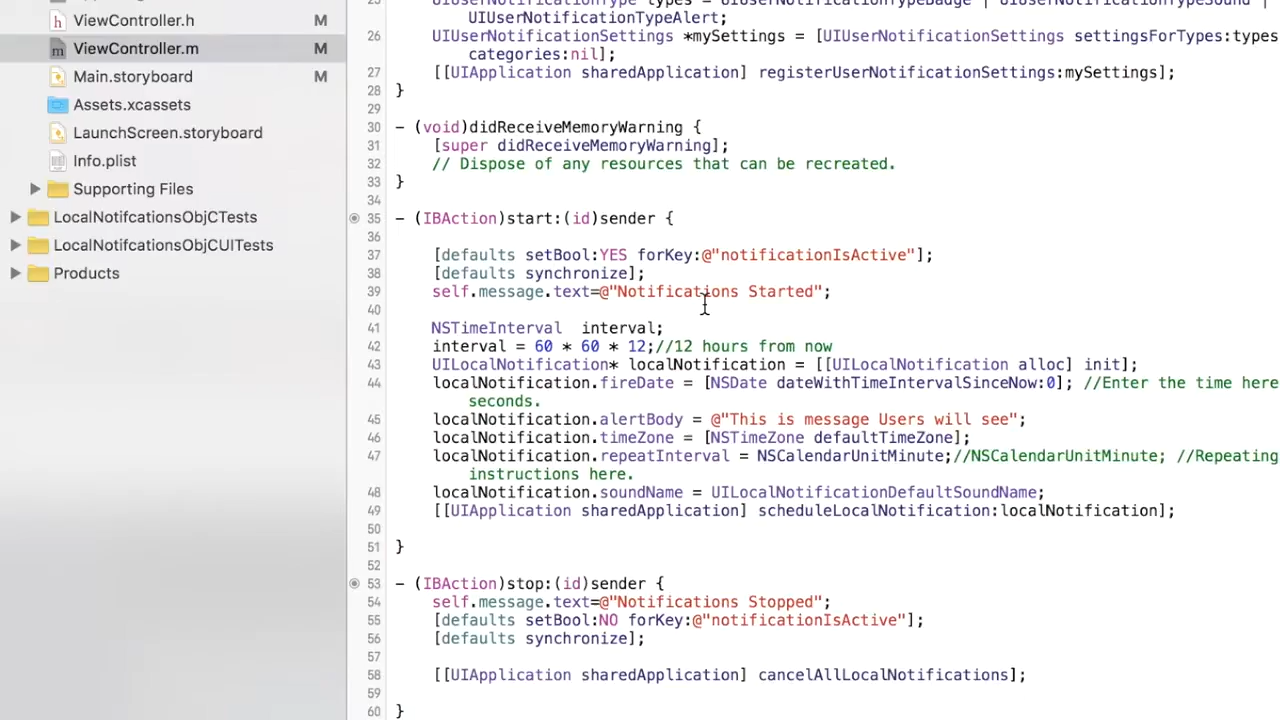 ViewController.h M
ViewController.m M
Main.storyboard M
Assets.xcassets
LaunchScreen.storyboard
Info.plist
Supporting Files
LocalNotifcationsObjCTests
LocalNotifcationsObjCUITests
Products
25 UIUserNotificationType types = UIUserNotificationTypeBadge | UIUserNotificationTypeSound |
UIUserNotificationTypeAlert;
26 UIUserNotificationSettings *mySettings = [UIUserNotificationSettings settingsForTypes:types
categories:nil];
27 [[UIApplication sharedApplication] registerUserNotificationSettings:mySettings];
28 }
29
30 - (void)didReceiveMemoryWarning {
31 [super didReceiveMemoryWarning];
32 // Dispose of any resources that can be recreated.
33 }
34
35 - (IBAction)start:(id)sender {
36
37 [defaults setBool:YES forKey:@"notificationIsActive"];
38 [defaults synchronize];
39 self.message.text=@"Notifications Started";
40
41 NSTimeInterval  interval;
42 interval = 60 * 60 * 12;//12 hours from now
43 UILocalNotification* localNotification = [[UILocalNotification alloc] init];
44 localNotification.fireDate = [NSDate dateWithTimeIntervalSinceNow:0]; //Enter the time here
seconds.
45 localNotification.alertBody = @"This is message Users will see";
46 localNotification.timeZone = [NSTimeZone defaultTimeZone];
47 localNotification.repeatInterval = NSCalendarUnitMinute;//NSCalendarUnitMinute; //Repeating
instructions here.
48 localNotification.soundName = UILocalNotificationDefaultSoundName;
49 [[UIApplication sharedApplication] scheduleLocalNotification:localNotification];
50
51 }
52
53 - (IBAction)stop:(id)sender {
54 self.message.text=@"Notifications Stopped";
55 [defaults setBool:NO forKey:@"notificationIsActive"];
56 [defaults synchronize];
57
58 [[UIApplication sharedApplication] cancelAllLocalNotifications];
59
60 }